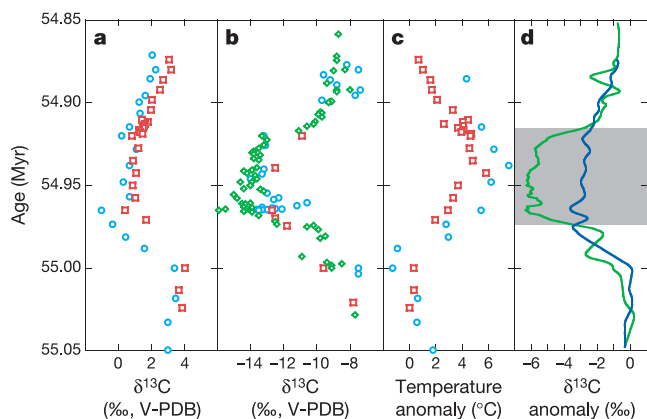 a b c d
54.85
54.90
54.95
55.00
55.05
Age (Myr)
0 2 4
−14 −12 −10 −8
0 2 4 6
−6 −4 −2 0
δ¹³C
(‰, V-PDB)
δ¹³C
(‰, V-PDB)
Temperature
anomaly (°C)
δ¹³C
anomaly (‰)